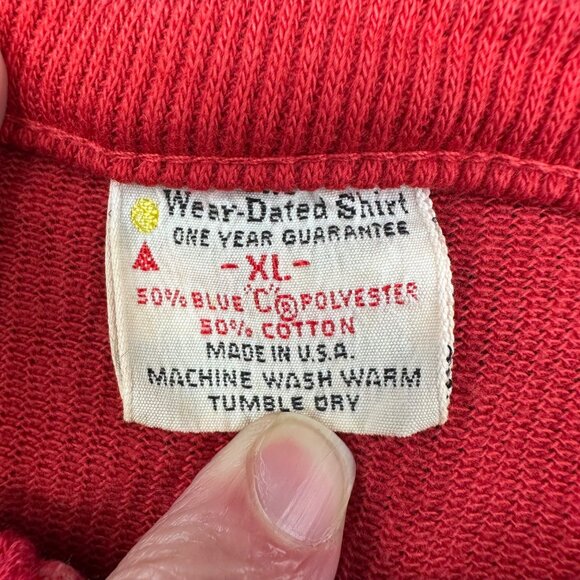 Wear-Dated Shirt
ONE YEAR GUARANTEE
-XL-
50% BLUE "C"® POLYESTER
50% COTTON
MADE IN U.S.A.
MACHINE WASH WARM
TUMBLE DRY